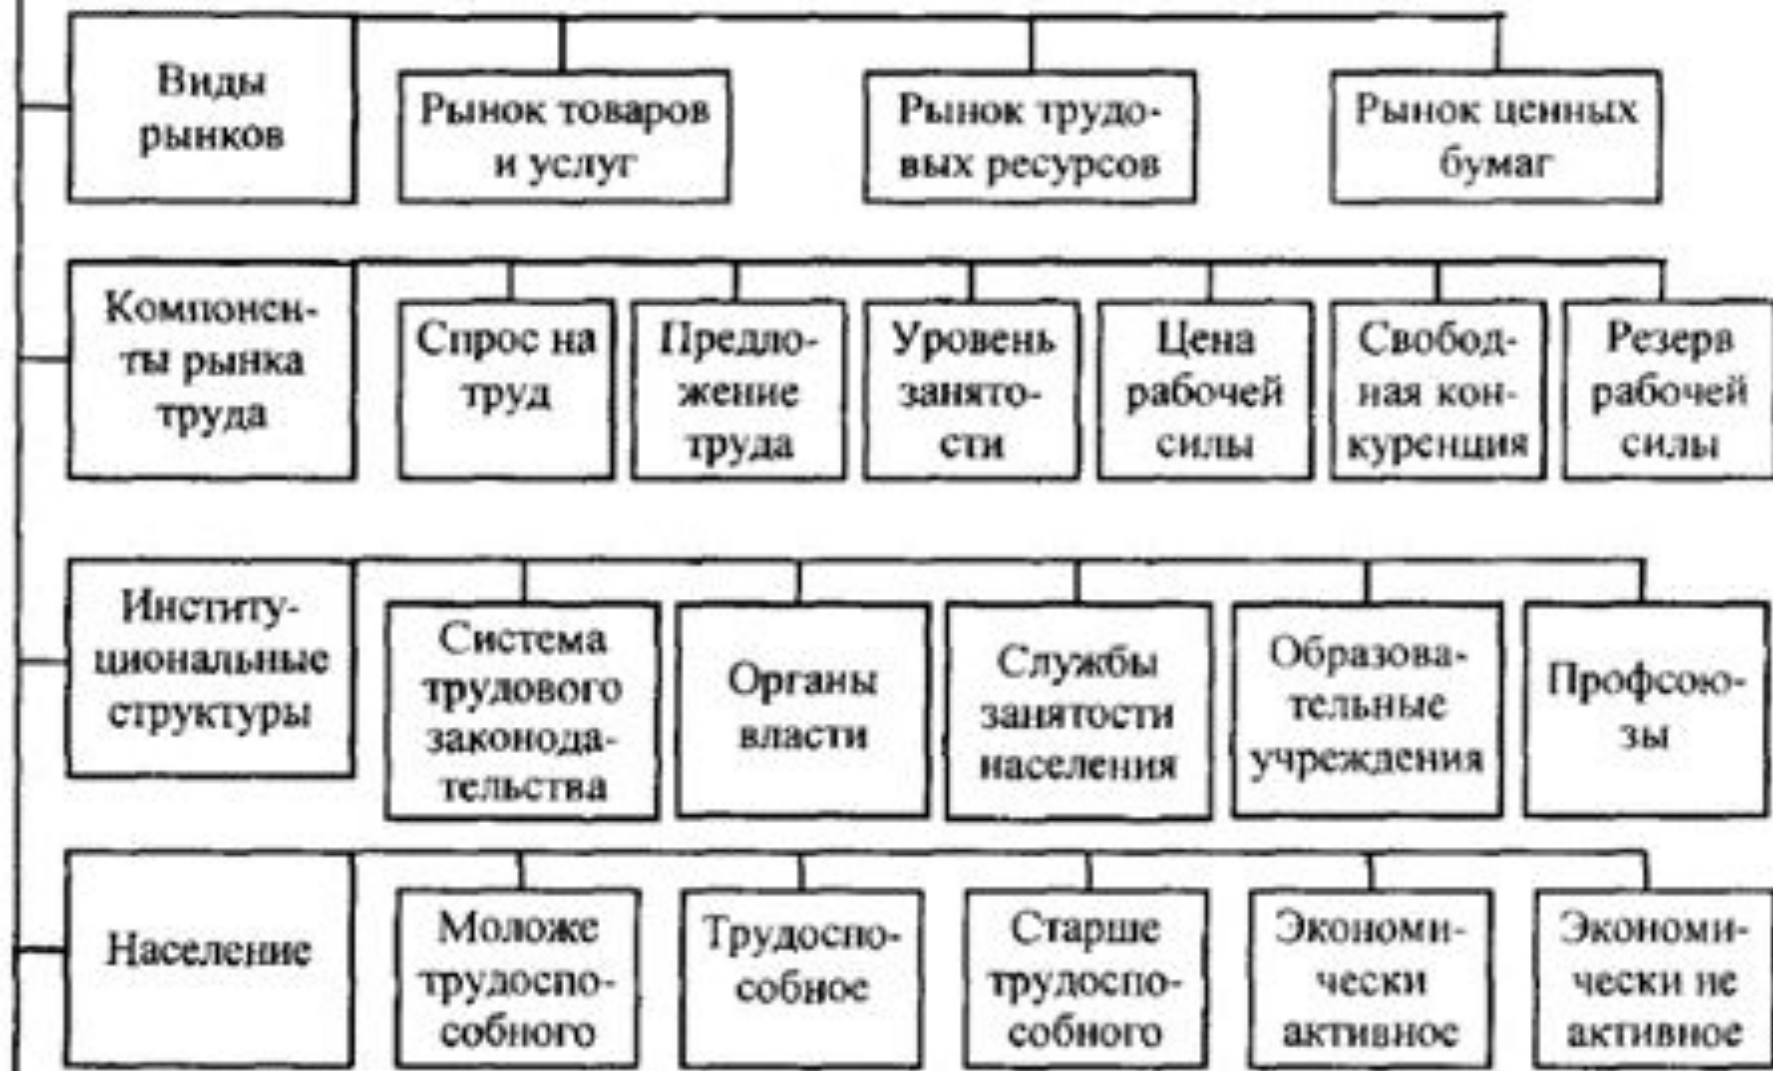 Виды
рынков
Рынок товаров
и услуг
Рынок трудо-
вых ресурсов
Рынок ценных
бумаг
Компонен-
ты рынка
труда
Спрос на
труд
Предло-
жение
труда
Уровень
занято-
сти
Цена
рабочей
силы
Свобод-
ная кон-
куренция
Резерв
рабочей
силы
Институ-
циональные
структуры
Система
трудового
законода-
тельства
Органы
власти
Службы
занятости
населения
Образова-
тельные
учреждения
Профсою-
зы
Население
Моложе
трудоспо-
собного
Трудоспо-
собное
Старше
трудоспо-
собного
Экономи-
чески
активное
Экономи-
чески не
активное